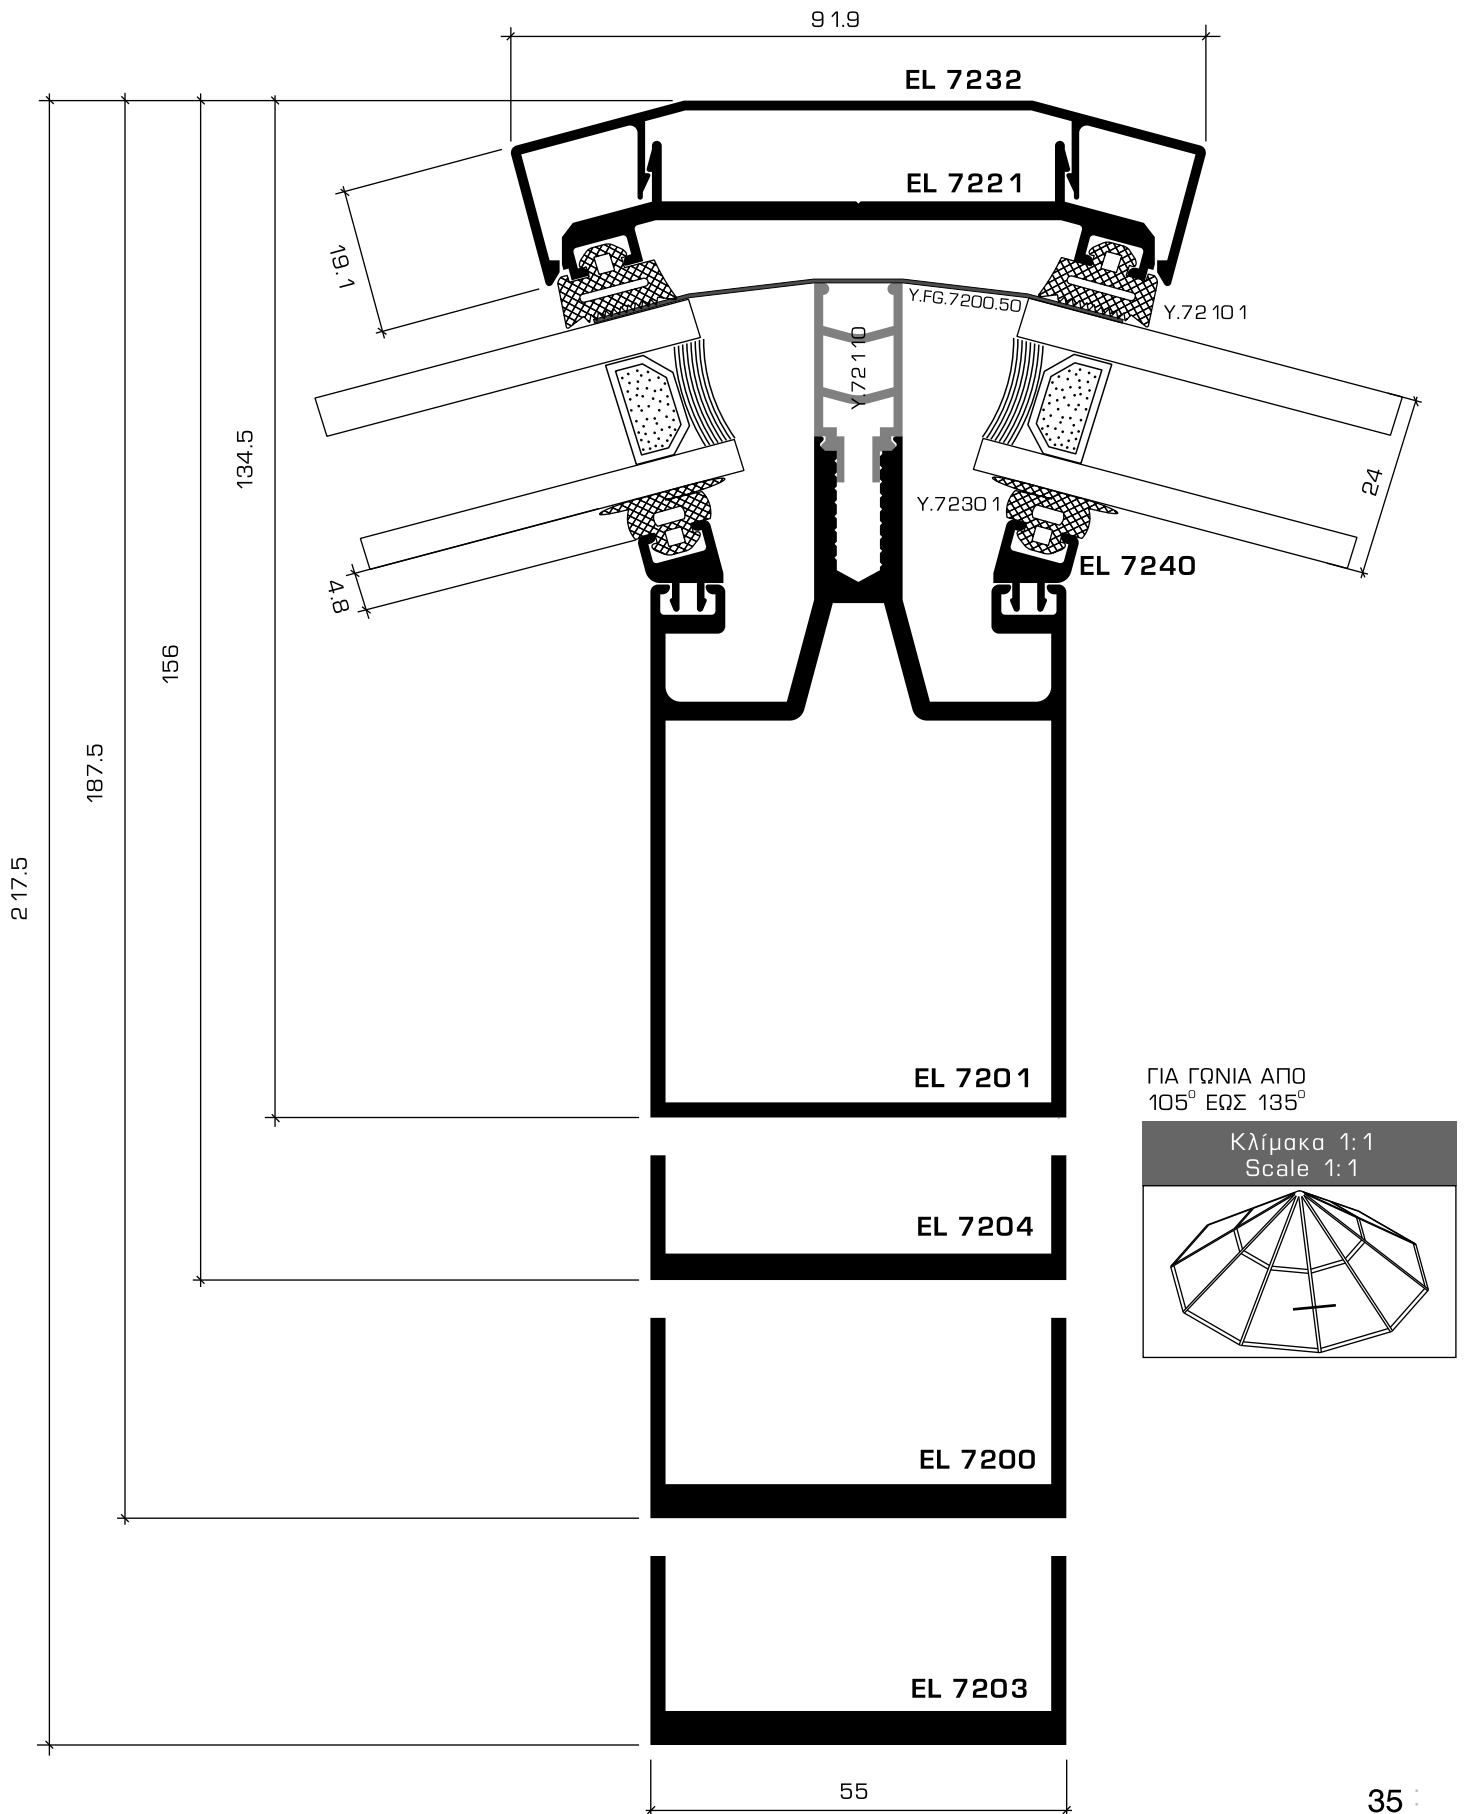 91.9
EL 7232
EL 7221
19.1
Y.FG.7200.50
Y.72101
Y.72110
134.5
24
Y.72301
EL 7240
4.8
156
187.5
217.5
EL 7201
ΓΙΑ ΓΩΝΙΑ ΑΠΟ
105° ΕΩΣ 135°
Κλίμακα 1:1
Scale 1:1
EL 7204
EL 7200
EL 7203
55
35